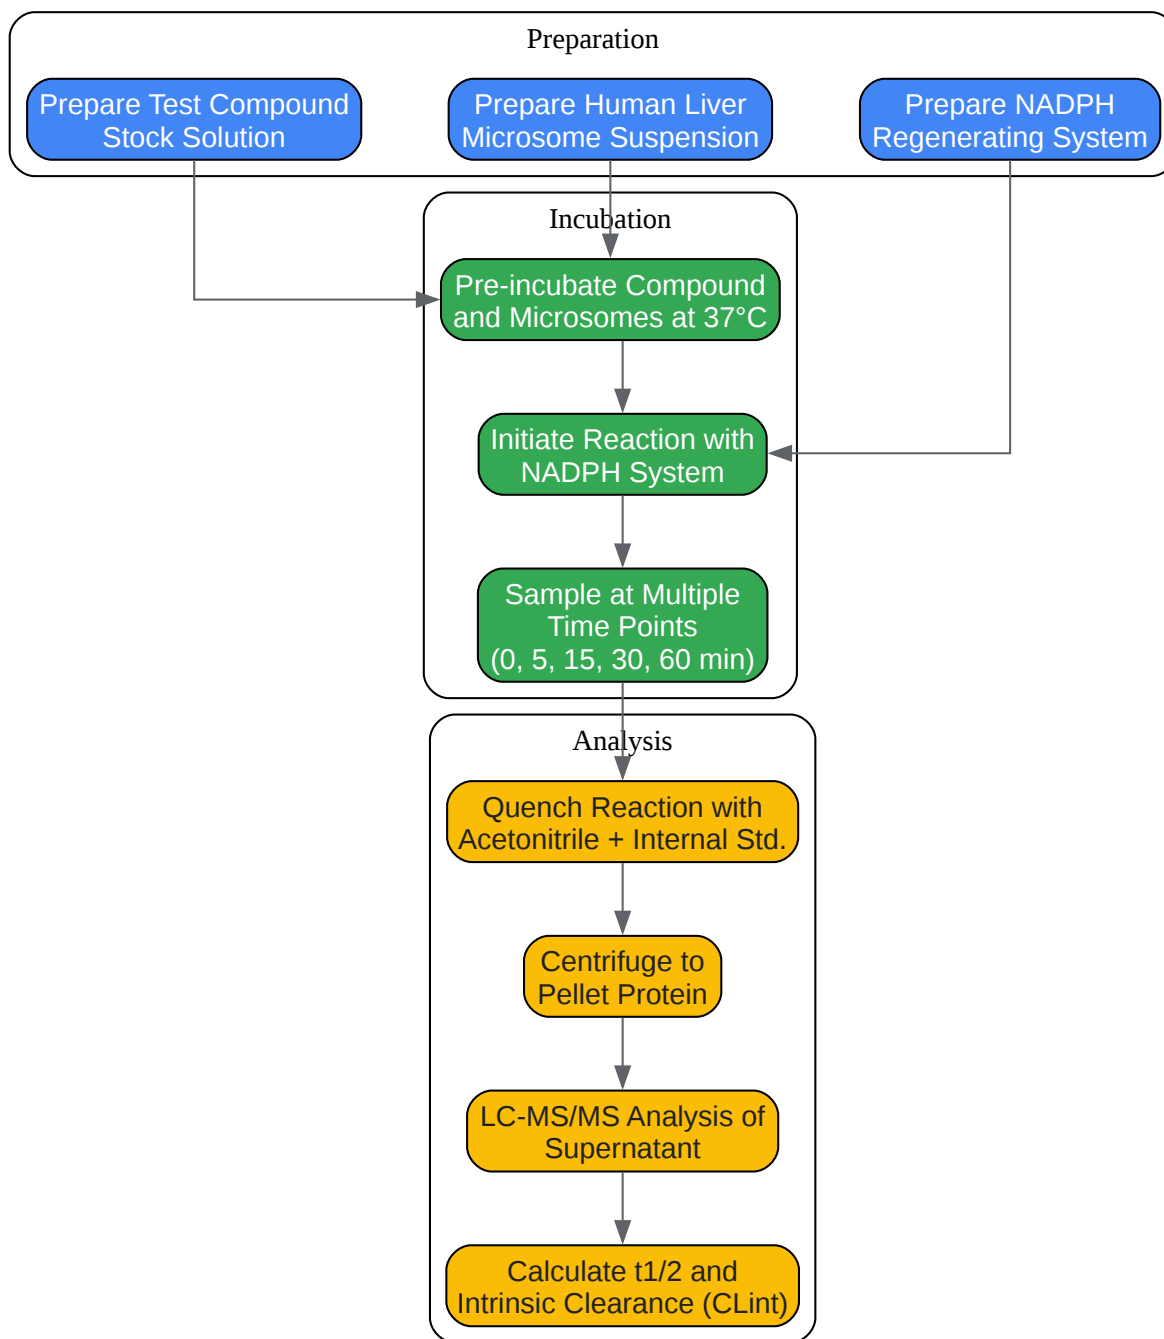 Preparation
Prepare Test Compound
Stock Solution
Prepare Human Liver
Microsome Suspension
Prepare NADPH
Regenerating System
Incubation
Pre-incubate Compound
and Microsomes at 37°C
Initiate Reaction with
NADPH System
Sample at Multiple
Time Points
(0, 5, 15, 30, 60 min)
Analysis
Quench Reaction with
Acetonitrile + Internal Std.
Centrifuge to
Pellet Protein
LC-MS/MS Analysis of
Supernatant
Calculate t1/2 and
Intrinsic Clearance (CLint)